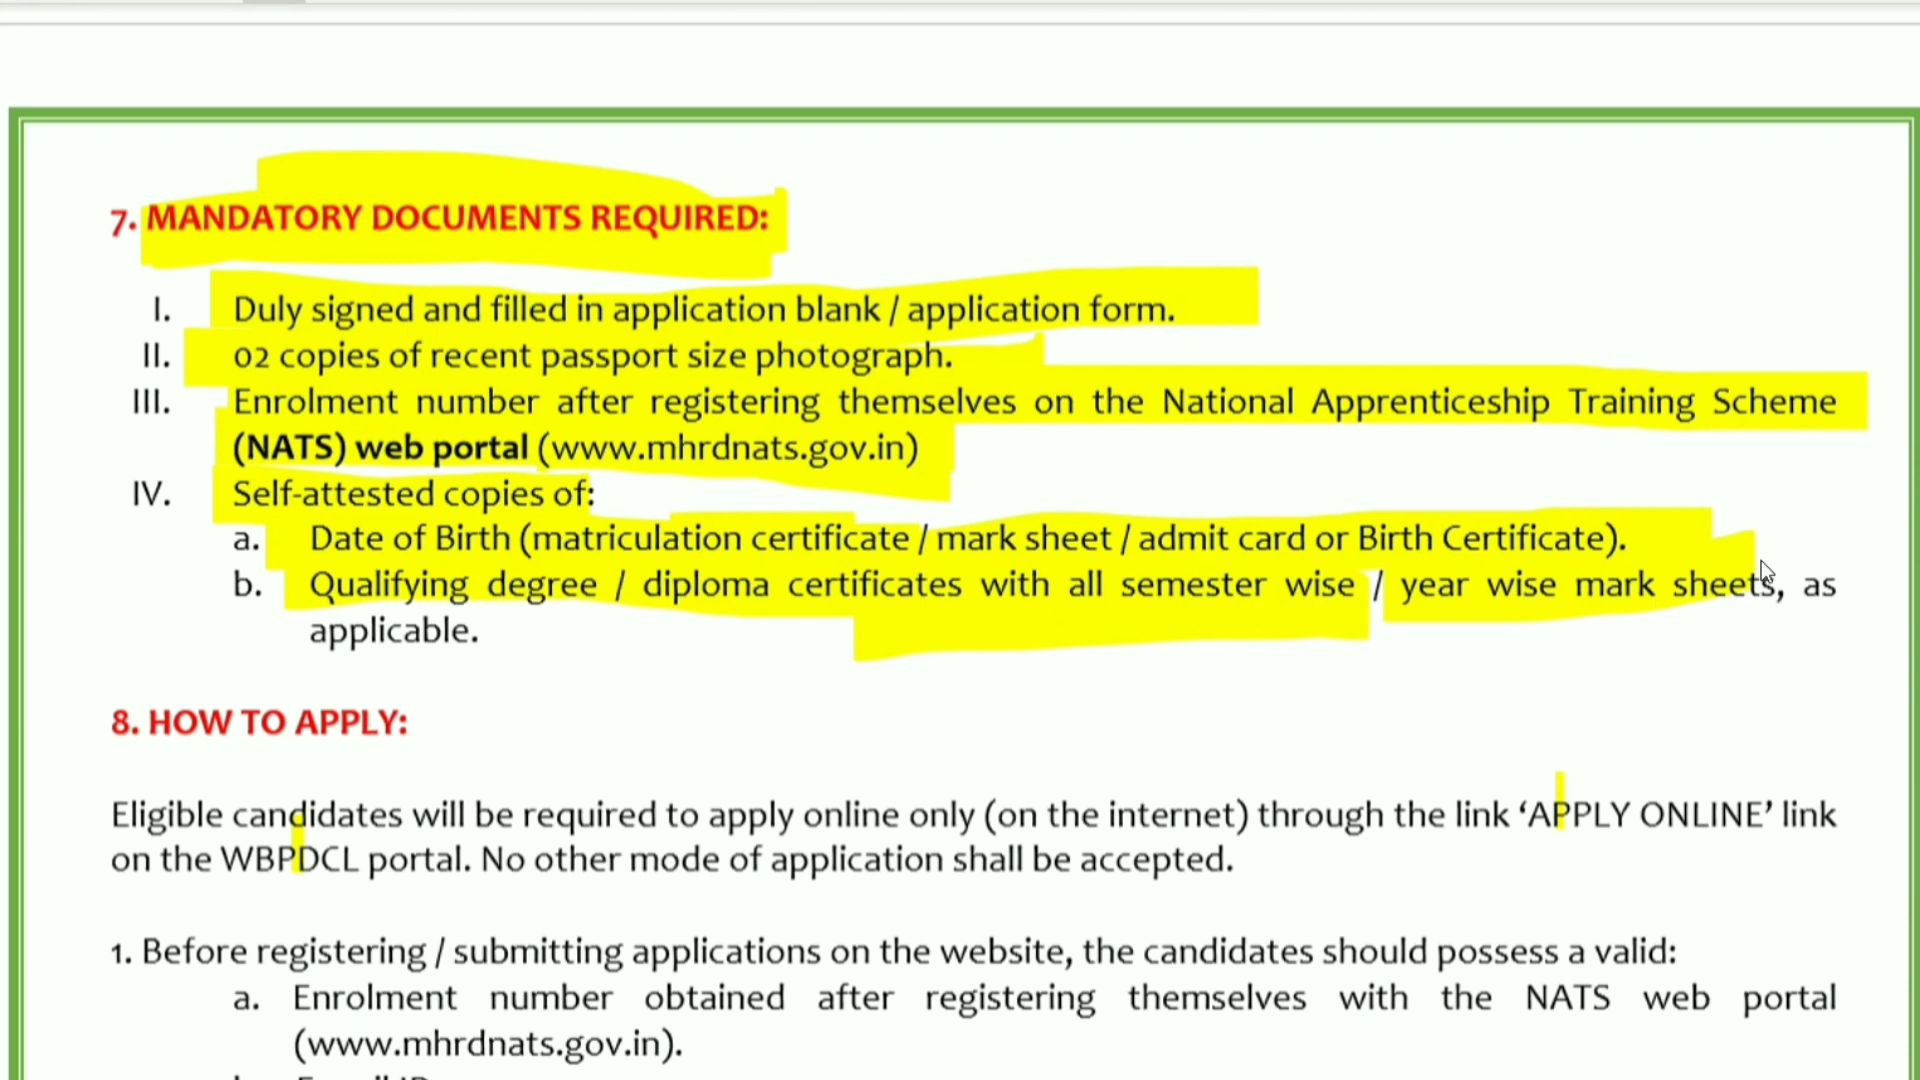 7. MANDATORY DOCUMENTS REQUIRED:
I. Duly signed and filled in application blank / application form.
II. 02 copies of recent passport size photograph.
III. Enrolment number after registering themselves on the National Apprenticeship Training Scheme
(NATS) web portal (www.mhrdnats.gov.in)
IV. Self-attested copies of:
a. Date of Birth (matriculation certificate / mark sheet / admit card or Birth Certificate).
b. Qualifying degree / diploma certificates with all semester wise / year wise mark sheets, as
applicable.
8. HOW TO APPLY:
Eligible candidates will be required to apply online only (on the internet) through the link ‘APPLY ONLINE’ link
on the WBPDCL portal. No other mode of application shall be accepted.
1. Before registering / submitting applications on the website, the candidates should possess a valid:
a. Enrolment number obtained after registering themselves with the NATS web portal
(www.mhrdnats.gov.in).